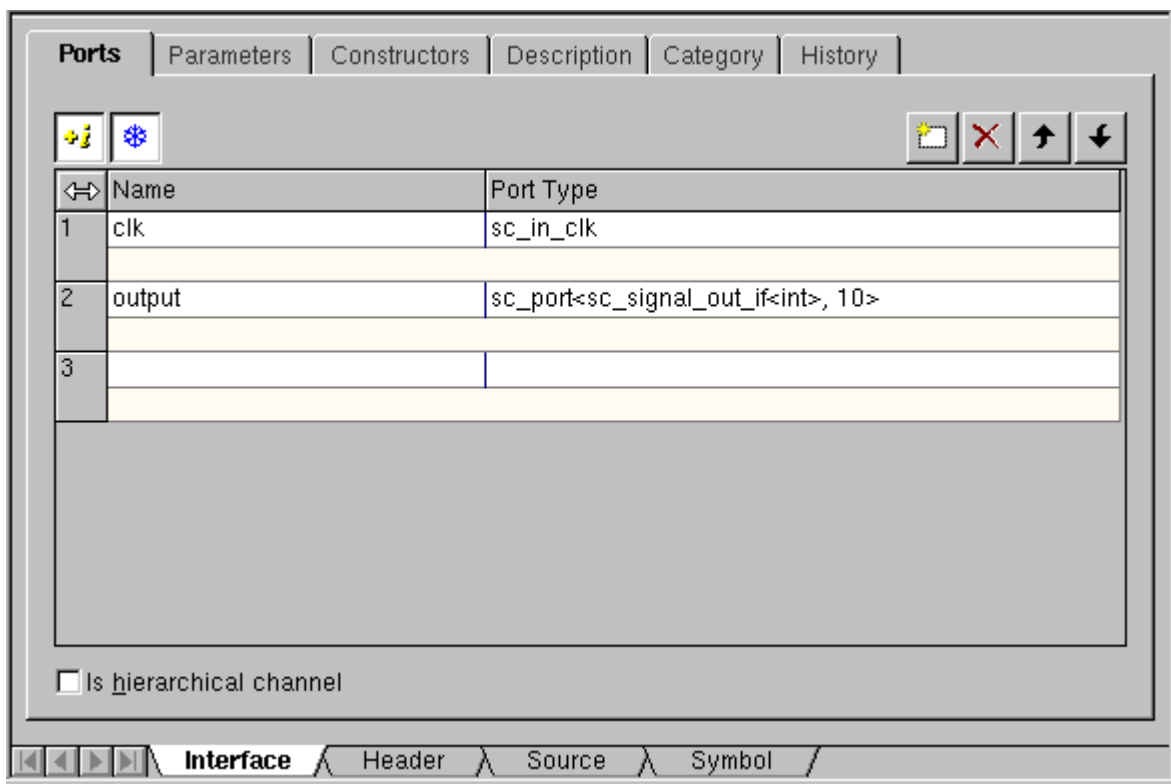 Ports Parameters Constructors Description Category History
Name Port Type
1 clk sc_in_clk
2 output sc_port<sc_signal_out_if<int>, 10>
3
Is hierarchical channel
Interface Header Source Symbol